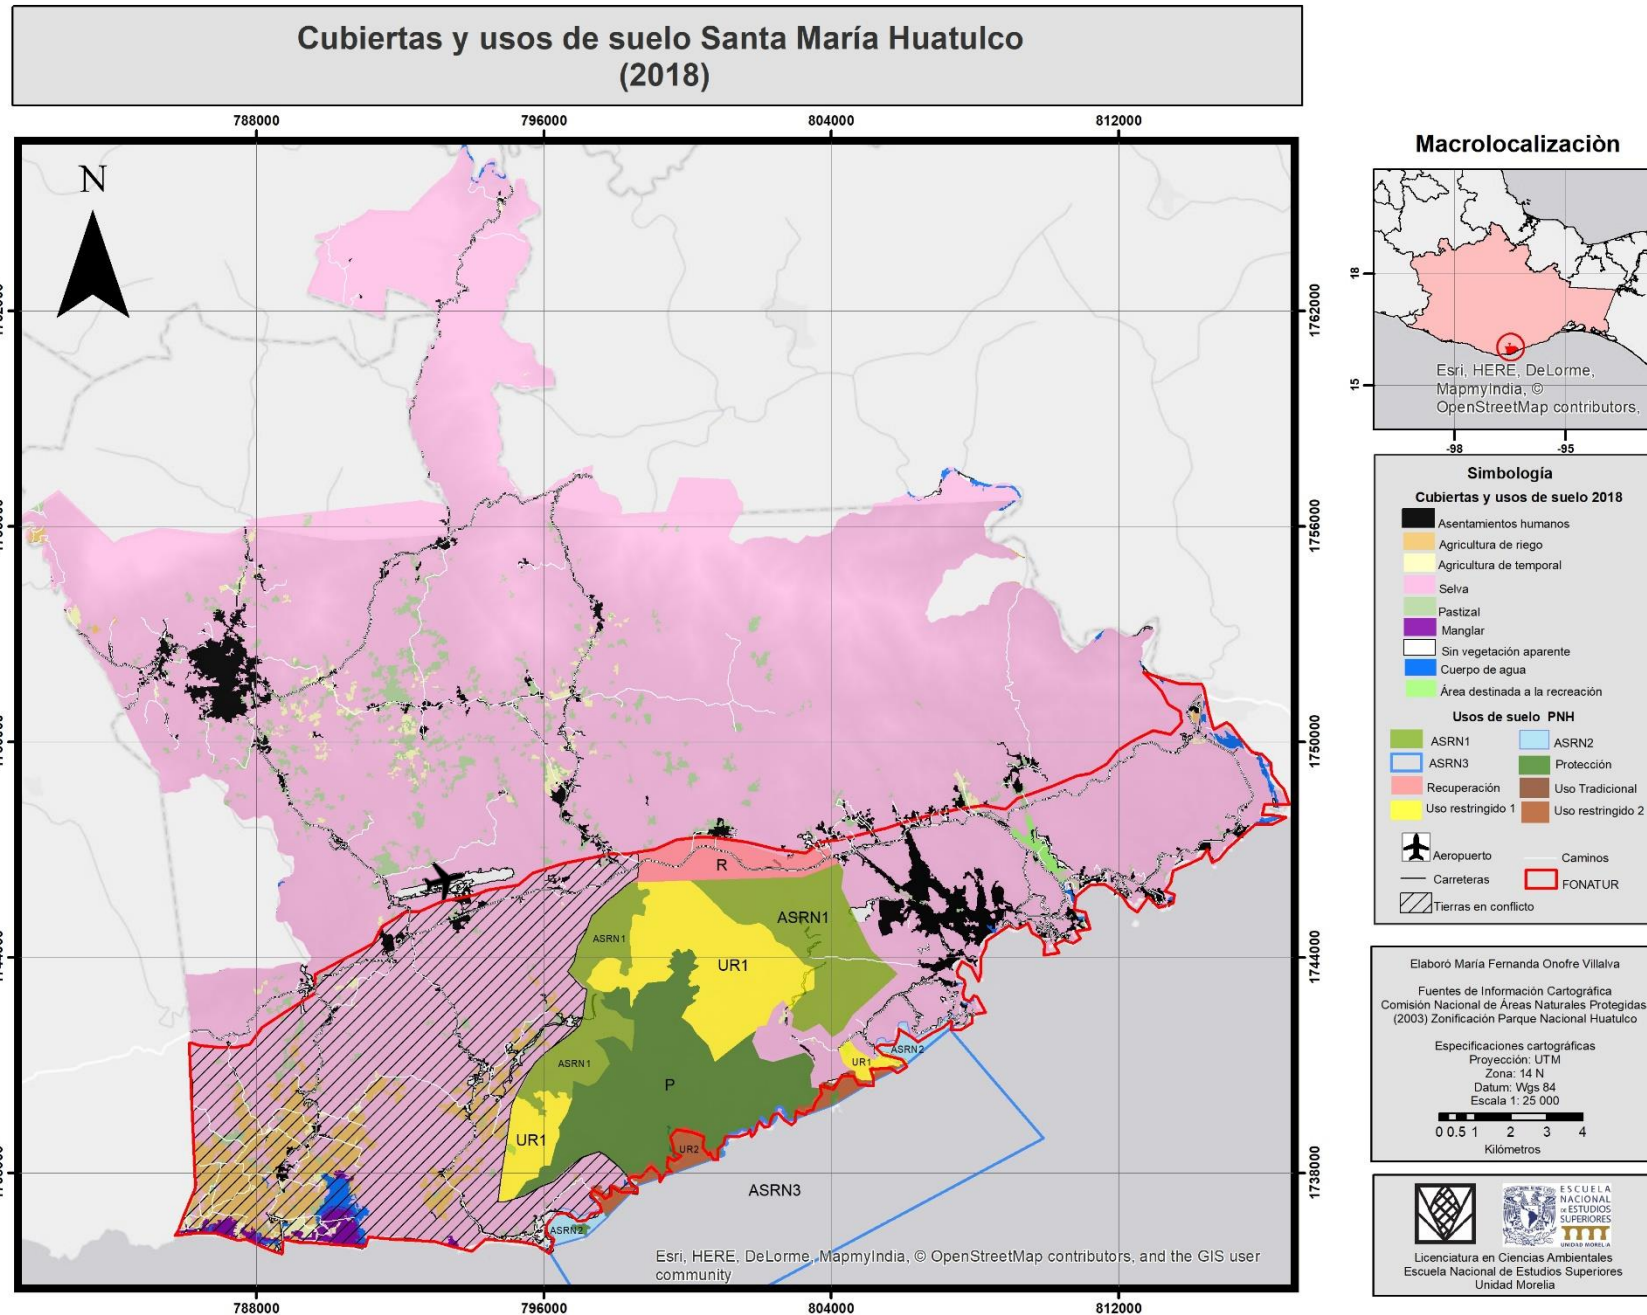 Cubiertas y usos de suelo Santa María Huatulco
(2018)
788000
796000
804000
812000
N
1762000
1756000
1750000
1744000
1738000
R
ASRN1
ASRN1
UR1
ASRN1
P
UR1
ASRN2
UR1
UR2
ASRN3
ASRN2
Esri, HERE, DeLorme, MapmyIndia, © OpenStreetMap contributors, and the GIS user
community
788000
796000
804000
812000
Macrolocalizaciòn
18
15
Esri, HERE, DeLorme,
MapmyIndia, ©
OpenStreetMap contributors,
-98
-95
Simbología
Cubiertas y usos de suelo 2018
Asentamientos humanos
Agricultura de riego
Agricultura de temporal
Selva
Pastizal
Manglar
Sin vegetación aparente
Cuerpo de agua
Área destinada a la recreación
Usos de suelo PNH
ASRN1
ASRN2
ASRN3
Protección
Recuperación
Uso Tradicional
Uso restringido 1
Uso restringido 2
Aeropuerto
Caminos
Carreteras
FONATUR
Tierras en conflicto
Elaboró María Fernanda Onofre Villalva
Fuentes de Información Cartográfica
Comisión Nacional de Áreas Naturales Protegidas
(2003) Zonificación Parque Nacional Huatulco
Especificaciones cartográficas
Proyección: UTM
Zona: 14 N
Datum: Wgs 84
Escala 1: 25 000
0 0.5 1 2 3 4
Kilómetros
ESCUELA
NACIONAL
DE ESTUDIOS
SUPERIORES
UNIDAD MORELIA
Licenciatura en Ciencias Ambientales
Escuela Nacional de Estudios Superiores
Unidad Morelia